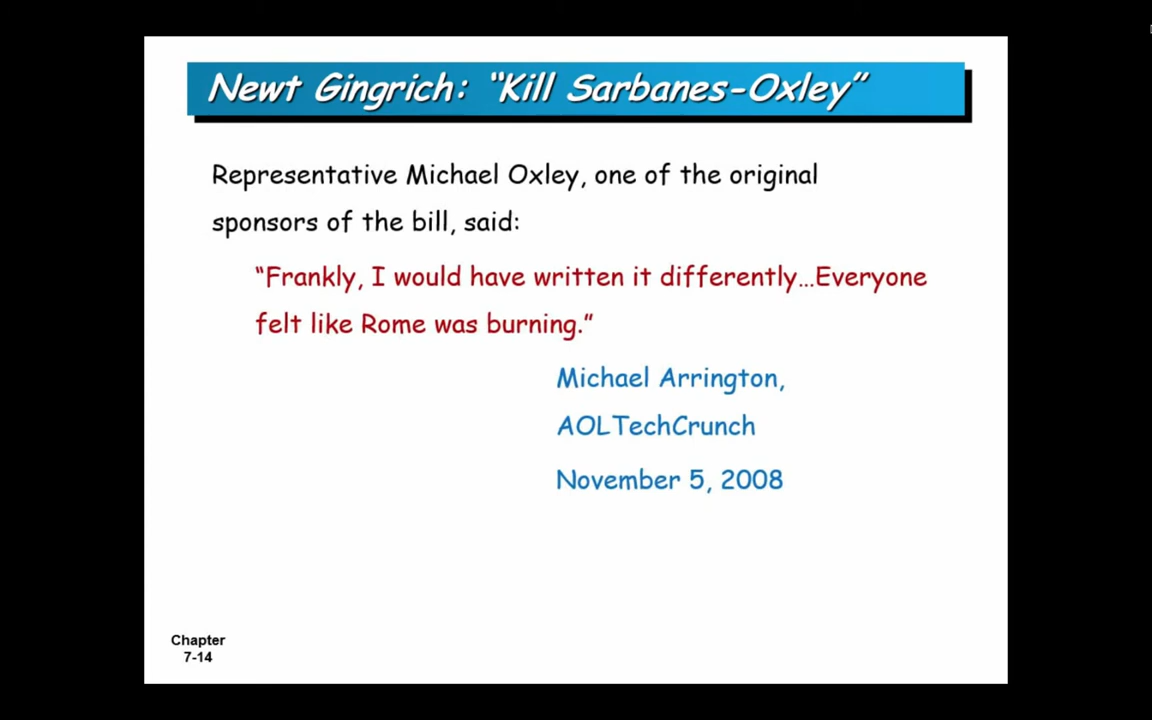 Newt Gingrich: “Kill Sarbanes-Oxley”
Representative Michael Oxley, one of the original
sponsors of the bill, said:
“Frankly, I would have written it differently…Everyone
felt like Rome was burning.”
Michael Arrington,
AOLTechCrunch
November 5, 2008
Chapter
7-14